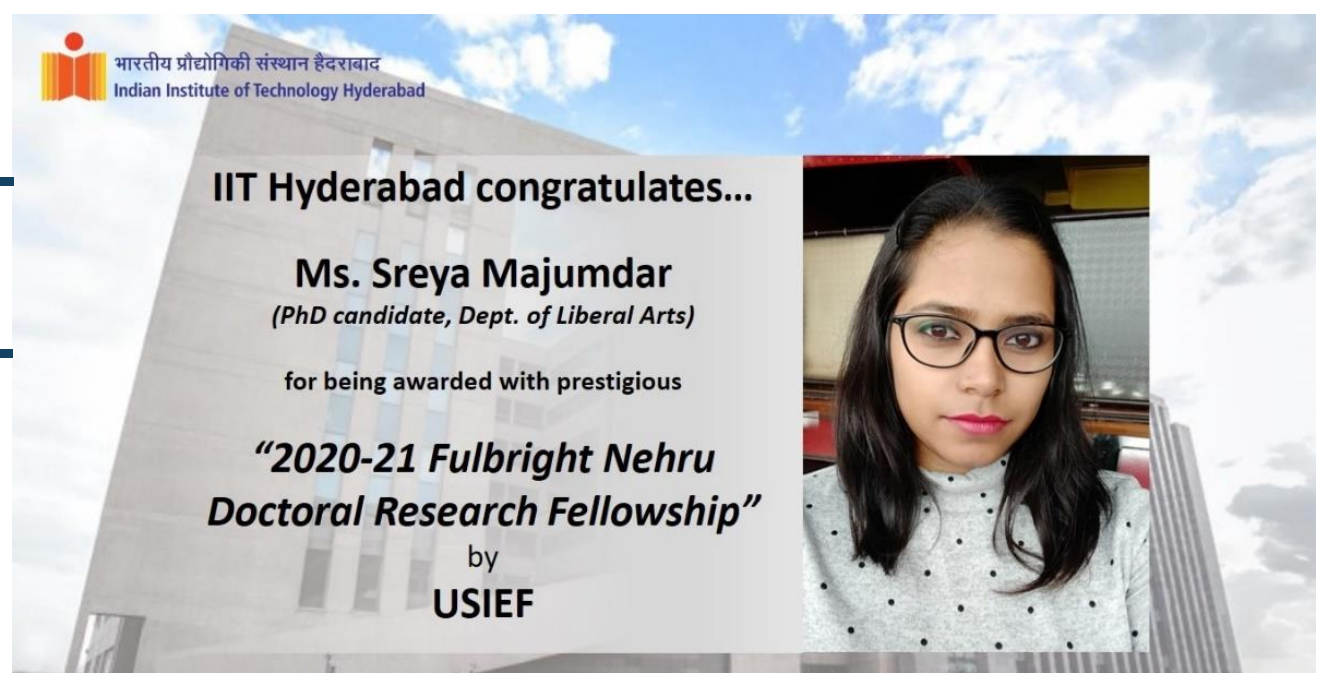 भारतीय प्रौद्योगिकी संस्थान हैदराबाद
Indian Institute of Technology Hyderabad
IIT Hyderabad congratulates...
Ms. Sreya Majumdar
(PhD candidate, Dept. of Liberal Arts)
for being awarded with prestigious
“2020-21 Fulbright Nehru
Doctoral Research Fellowship”
by
USIEF